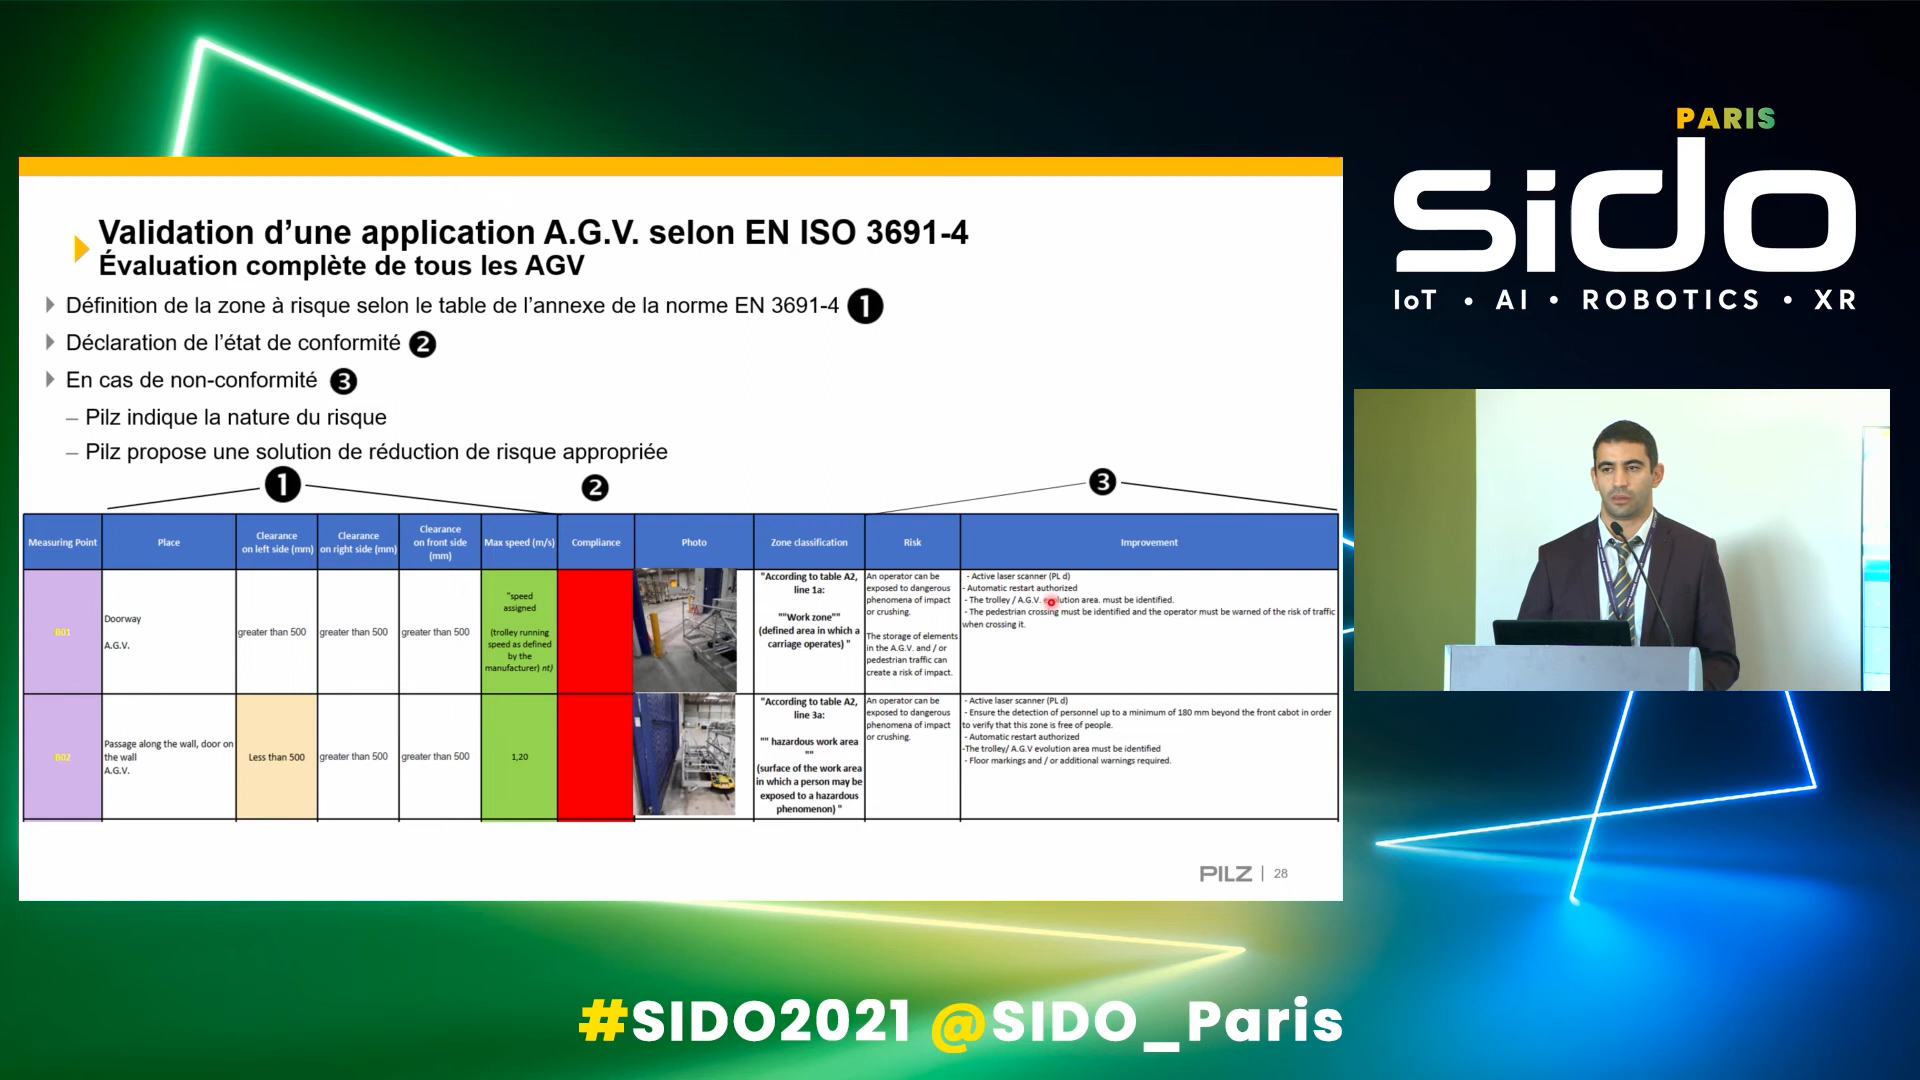 PARIS
sido
IoT • AI • ROBOTICS • XR
Validation d’une application A.G.V. selon EN ISO 3691-4
Évaluation complète de tous les AGV
Définition de la zone à risque selon le table de l’annexe de la norme EN 3691-4 1
Déclaration de l’état de conformité 2
En cas de non-conformité 3
– Pilz indique la nature du risque
– Pilz propose une solution de réduction de risque appropriée
1
2
3
Measuring Point
Place
Clearance
on left side (mm)
Clearance
on right side (mm)
Clearance
on front side
(mm)
Max speed (m/s)
Compliance
Photo
Zone classification
Risk
Improvement
B01
Doorway
A.G.V.
greater than 500
greater than 500
greater than 500
"speed
assigned
(trolley running
speed as defined
by the
manufacturer) nt)
"According to table A2,
line 1a:
""Work zone""
(defined area in which a
carriage operates) "
An operator can be
exposed to dangerous
phenomena of impact
or crushing.
The storage of elements
in the A.G.V. and / or
pedestrian traffic can
create a risk of impact.
- Active laser scanner (PL d)
- Automatic restart authorized
- The trolley / A.G.V. evolution area. must be identified.
- The pedestrian crossing must be identified and the operator must be warned of the risk of traffic
when crossing it.
B02
Passage along the wall, door on
the wall
A.G.V.
Less than 500
greater than 500
greater than 500
1,20
"According to table A2,
line 3a:
"" hazardous work area
""
(surface of the work area
in which a person may be
exposed to a hazardous
phenomenon) "
An operator can be
exposed to dangerous
phenomena of impact
or crushing.
- Active laser scanner (PL d)
- Ensure the detection of personnel up to a minimum of 180 mm beyond the front cabot in order
to verify that this zone is free of people.
- Automatic restart authorized
-The trolley/ A.G.V evolution area must be identified
- Floor markings and / or additional warnings required.
PILZ | 28
#SIDO2021 @SIDO_Paris